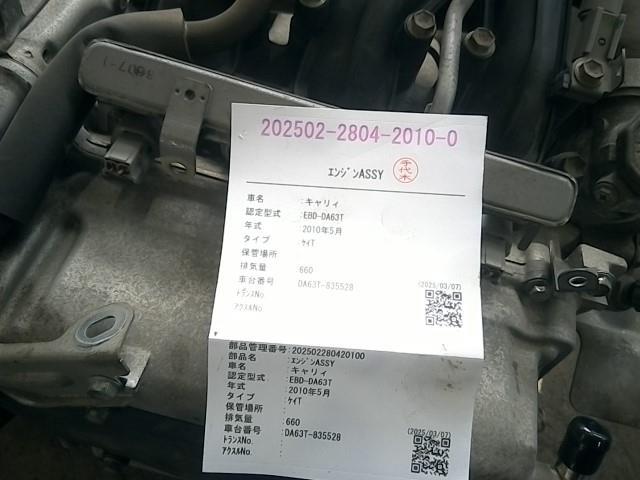 202502-2804-2010-0
ｴﾝｼﾞﾝASSY 千代木
車名 :キャリィ
認定型式 :EBD-DA63T
年式 :2010年5月
タイプ :ｹｲT
保管場所
排気量 :660
車台番号 :DA63T-835528
ﾄﾗﾝｽNo.
ｱｸｽﾙNo.
(2025/03/07)
部品管理番号:202502280420100
部品名 :ｴﾝｼﾞﾝASSY
車名 :キャリィ
認定型式 :EBD-DA63T
年式 :2010年5月
タイプ :ｹｲT
保管場所 :
排気量 :660
車台番号 :DA63T-835528
ﾄﾗﾝｽNo. :
ｱｸｽﾙNo. :
(2025/03/07)